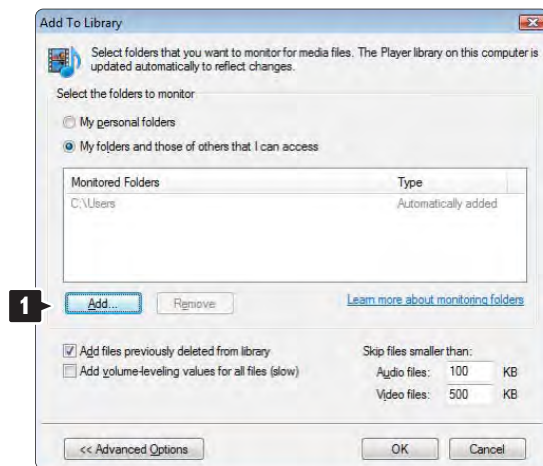 Add To Library
Select folders that you want to monitor for media files. The Player library on this computer is
updated automatically to reflect changes.
Select the folders to monitor
My personal folders
My folders and those of others that I can access
Monitored Folders Type
C:\Users Automatically added
1
Add... Remove Learn more about monitoring folders
Add files previously deleted from library
Add volume-leveling values for all files (slow)
Skip files smaller than:
Audio files: 100 KB
Video files: 500 KB
<< Advanced Options OK Cancel